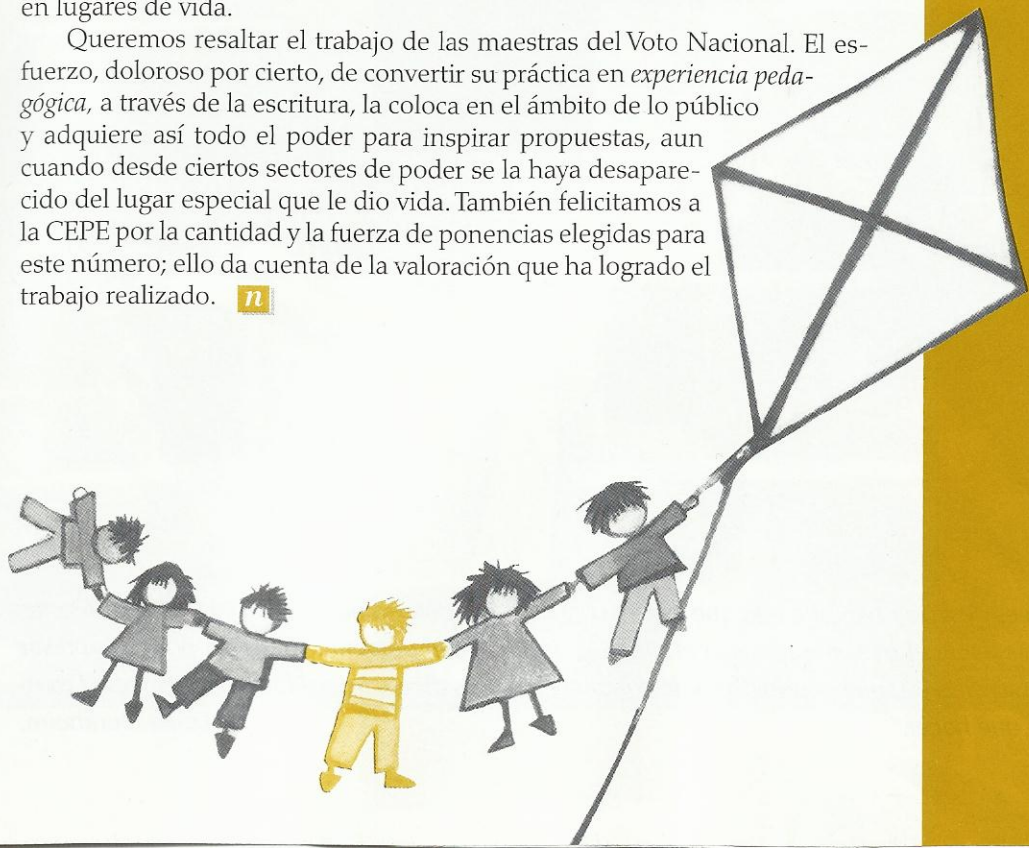 en lugares de vida.
Queremos resaltar el trabajo de las maestras del Voto Nacional. El es-
fuerzo, doloroso por cierto, de convertir su práctica en experiencia peda-
gógica, a través de la escritura, la coloca en el ámbito de lo público
y adquiere así todo el poder para inspirar propuestas, aun
cuando desde ciertos sectores de poder se la haya desapare-
cido del lugar especial que le dio vida. También felicitamos a
la CEPE por la cantidad y la fuerza de ponencias elegidas para
este número; ello da cuenta de la valoración que ha logrado el
trabajo realizado. n